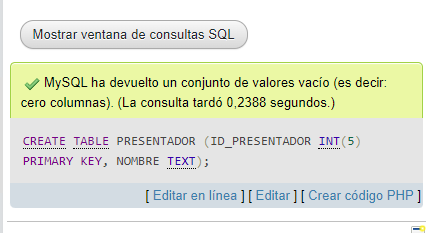 Mostrar ventana de consultas SQL
MySQL ha devuelto un conjunto de valores vacío (es decir:
cero columnas). (La consulta tardó 0,2388 segundos.)
CREATE TABLE PRESENTADOR (ID_PRESENTADOR INT(5)
PRIMARY KEY, NOMBRE TEXT);
[ Editar en línea ] [ Editar ] [ Crear código PHP ]